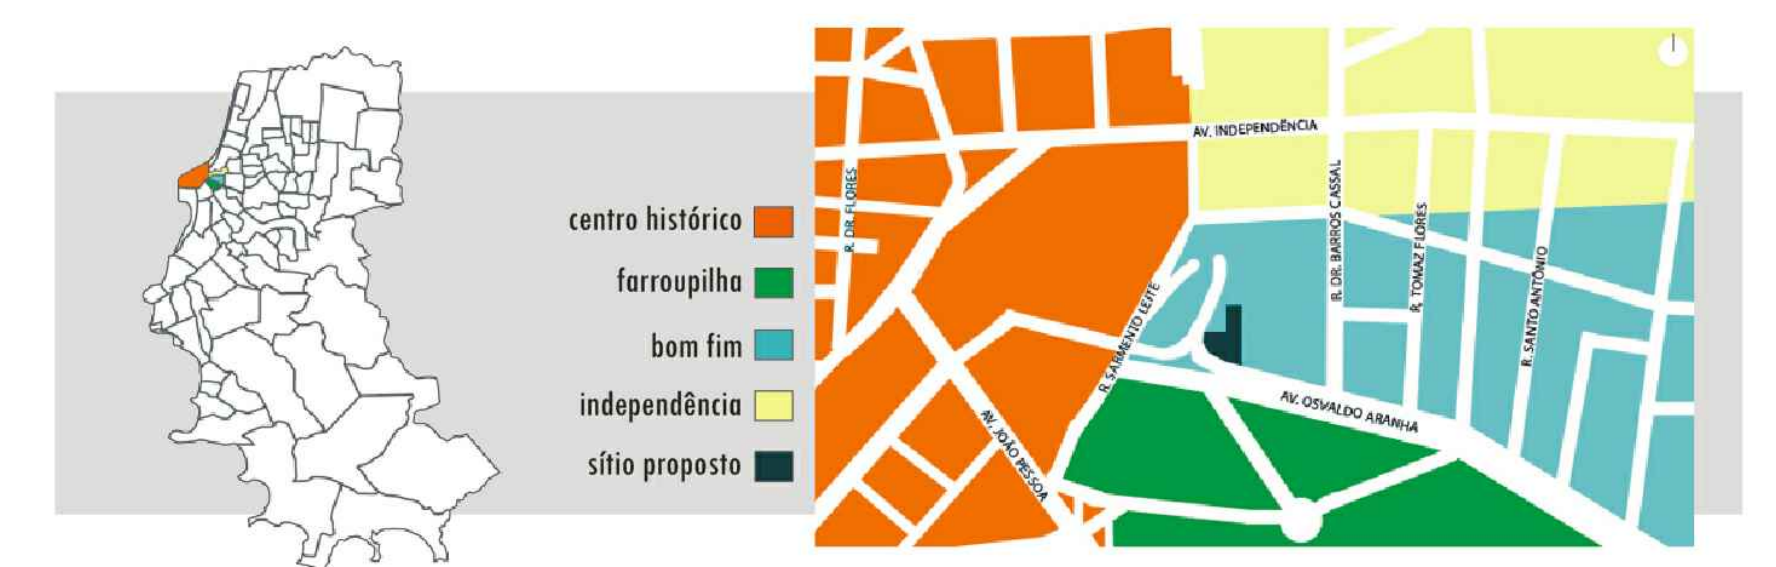 centro histórico
farroupilha
bom fim
independência
sítio proposto
AV. INDEPENDÊNCIA
R. DR. FLORES
R. DR. BARROS CASSAL
R. TOMAZ FLORES
R. SANTO ANTÔNIO
R. SARMENTO LEITE
AV. OSVALDO ARANHA
AV. JOÃO PESSOA